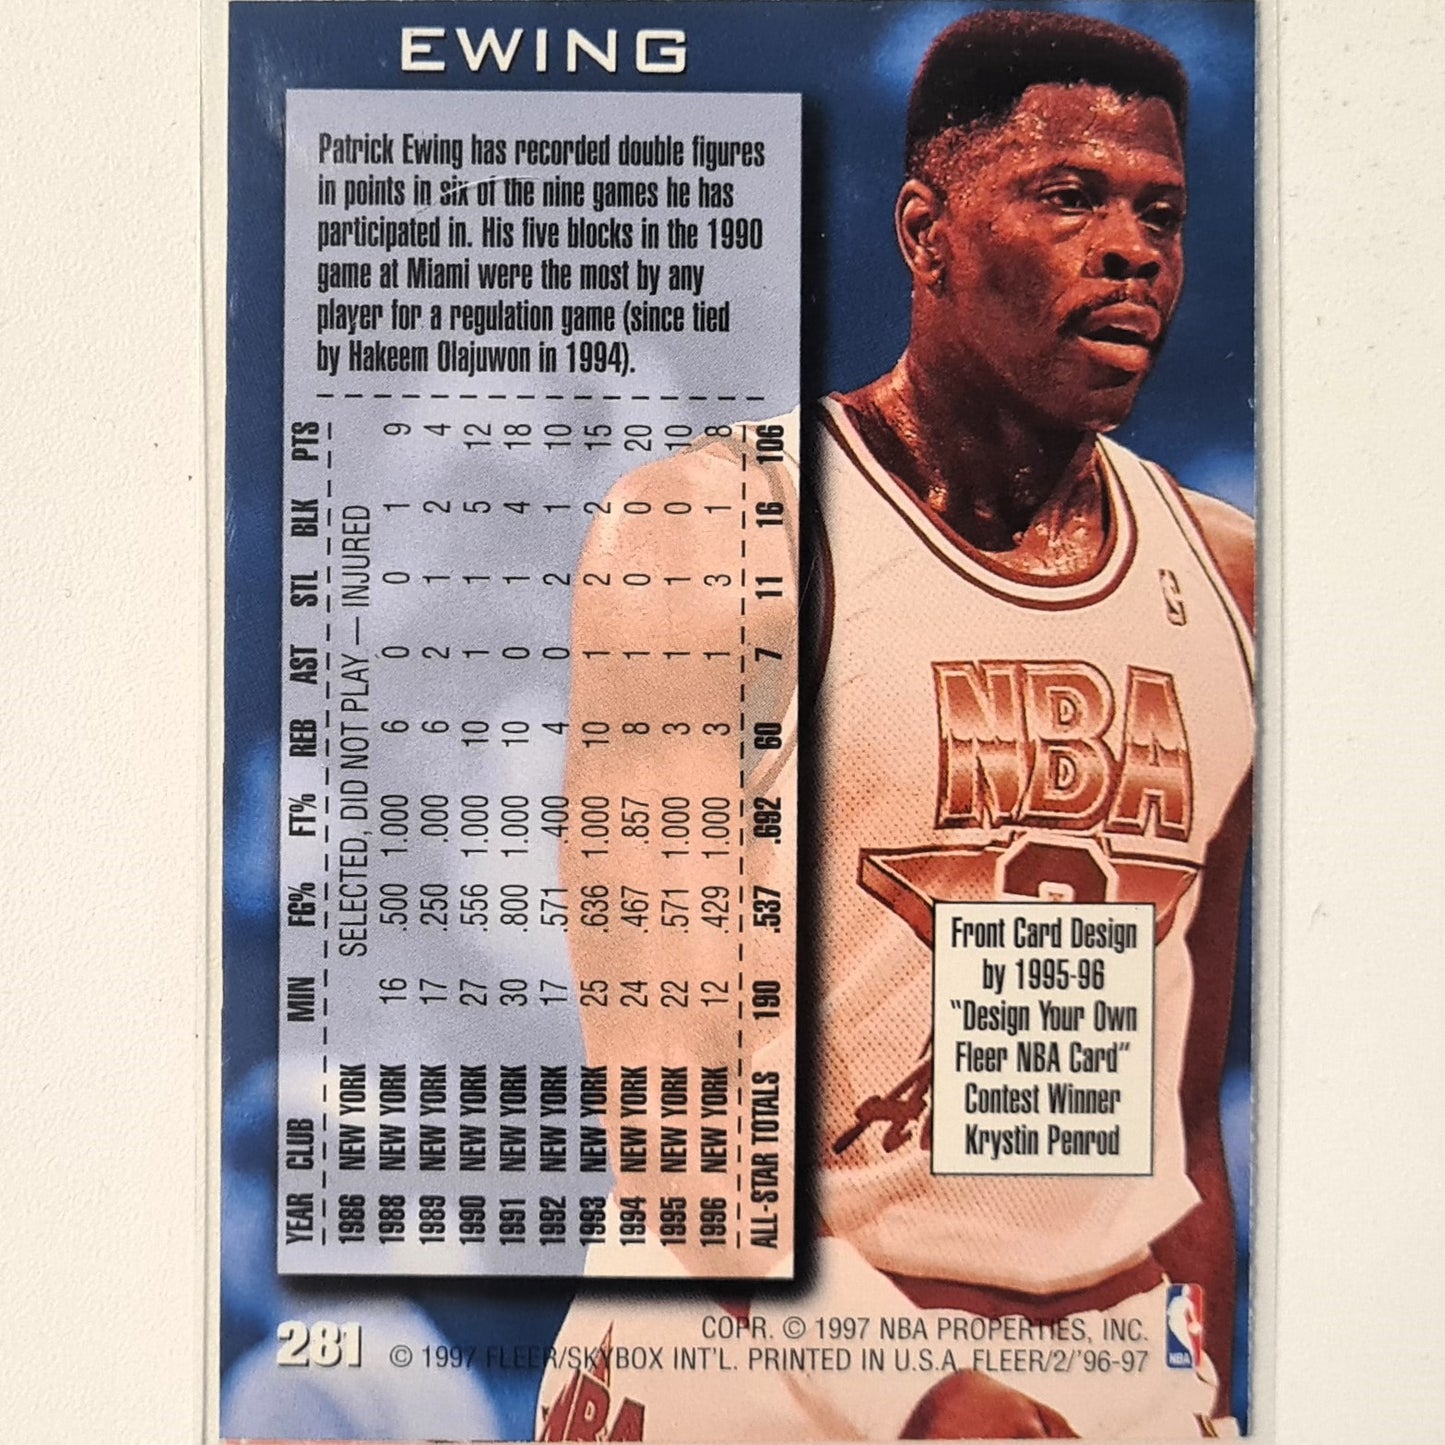 EWING
Patrick Ewing has recorded double figures
in points in six of the nine games he has
participated in. His five blocks in the 1990
game at Miami were the most by any
player for a regulation game (since tied
by Hakeem Olajuwon in 1994).
YEAR CLUB MIN FG% FT% REB AST STL BLK PTS
1986 NEW YORK SELECTED, DID NOT PLAY — INJURED
1988 NEW YORK 16 .500 1.000 6 0 0 1 9
1989 NEW YORK 17 .250 .000 6 2 1 2 4
1990 NEW YORK 27 .556 1.000 10 1 1 5 12
1991 NEW YORK 30 .800 1.000 10 0 1 4 18
1992 NEW YORK 17 .571 .400 4 0 2 1 10
1993 NEW YORK 25 .636 1.000 10 1 2 2 15
1994 NEW YORK 24 .467 .857 8 1 0 0 20
1995 NEW YORK 22 .571 1.000 3 1 1 0 10
1996 NEW YORK 12 .429 1.000 3 1 3 1 8
ALL-STAR TOTALS 190 .537 .692 60 7 11 16 106
NBA
3
Front Card Design
by 1995-96
"Design Your Own
Fleer NBA Card"
Contest Winner
Krystin Penrod
281
COPR. © 1997 NBA PROPERTIES, INC.
© 1997 FLEER/SKYBOX INT'L. PRINTED IN U.S.A. FLEER/2/'96-97
NBA
NBA